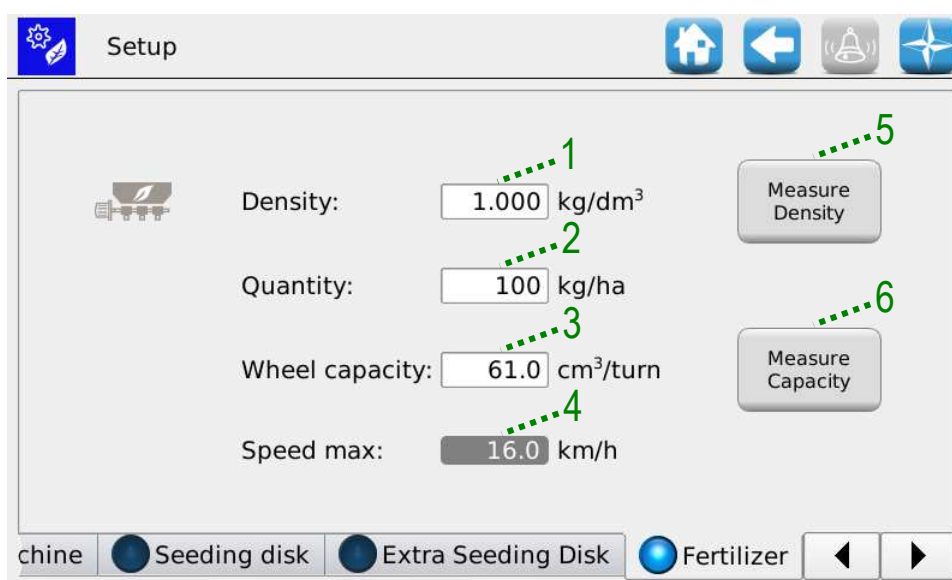 Setup
5
1
Density: 1.000 kg/dm³
Measure
Density
2
Quantity: 100 kg/ha
6
3
Wheel capacity: 61.0 cm³/turn
Measure
Capacity
4
Speed max: 16.0 km/h
chine Seeding disk Extra Seeding Disk Fertilizer